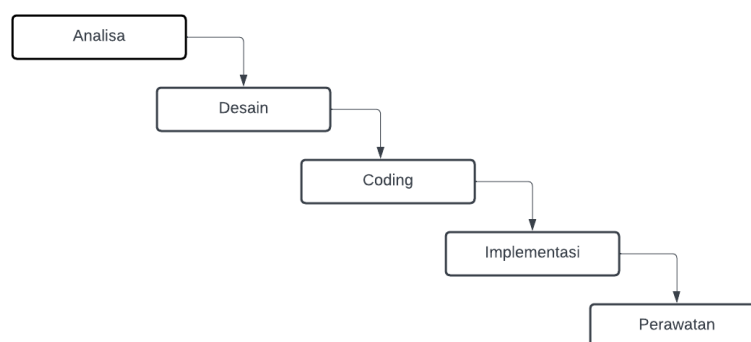 Analisa
Desain
Coding
Implementasi
Perawatan